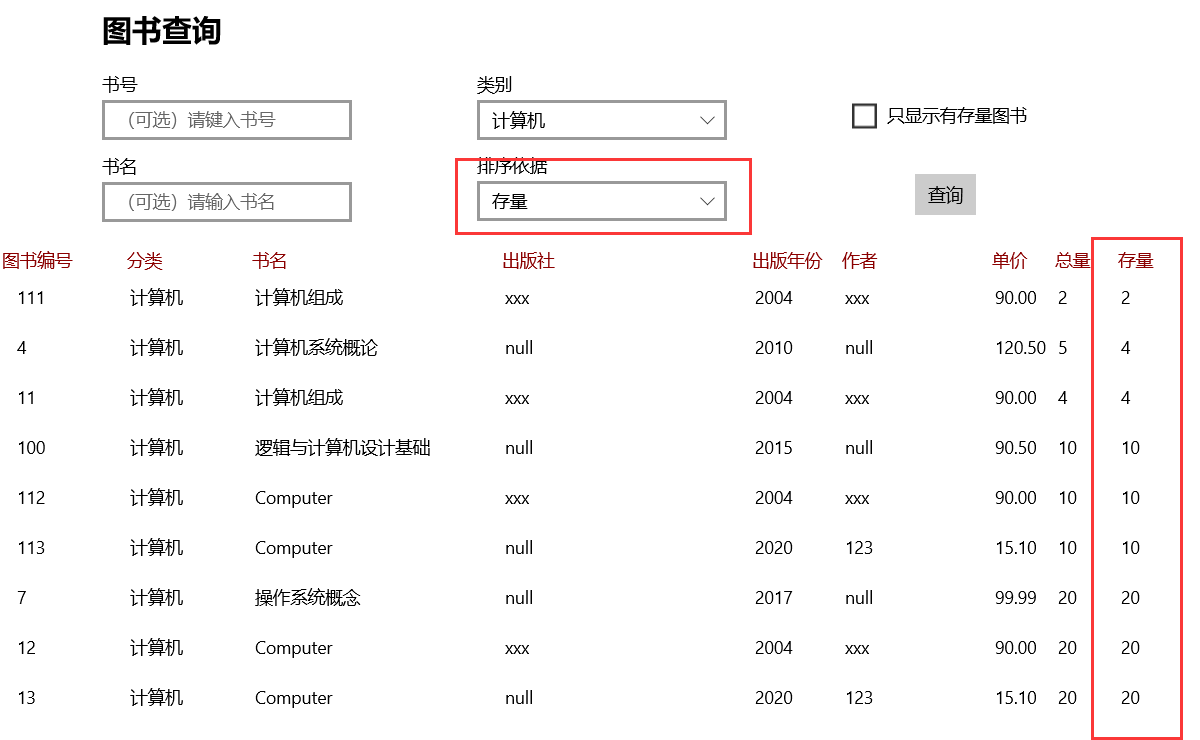 图书查询
书号 类别
（可选）请键入书号 计算机 只显示有存量图书
书名 排序依据
（可选）请输入书名 存量 查询
图书编号 分类 书名 出版社 出版年份 作者 单价 总量 存量
111 计算机 计算机组成 xxx 2004 xxx 90.00 2 2
4 计算机 计算机系统概论 null 2010 null 120.50 5 4
11 计算机 计算机组成 xxx 2004 xxx 90.00 4 4
100 计算机 逻辑与计算机设计基础 null 2015 null 90.50 10 10
112 计算机 Computer xxx 2004 xxx 90.00 10 10
113 计算机 Computer null 2020 123 15.10 10 10
7 计算机 操作系统概念 null 2017 null 99.99 20 20
12 计算机 Computer xxx 2004 xxx 90.00 20 20
13 计算机 Computer null 2020 123 15.10 20 20